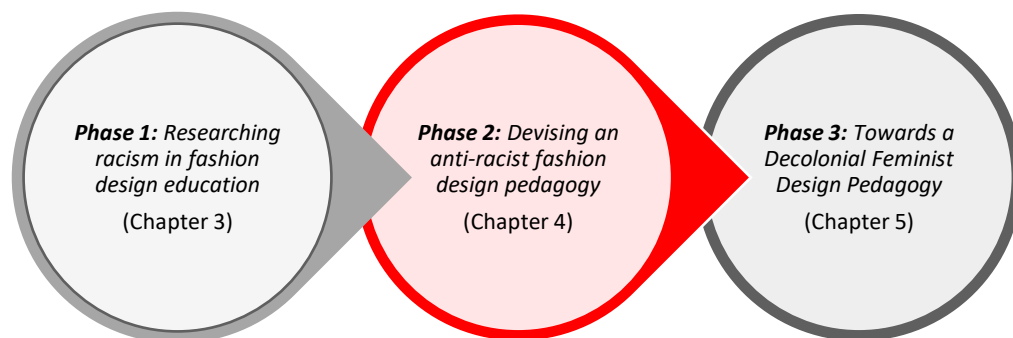 Phase 1: Researching
racism in fashion
design education
(Chapter 3)
Phase 2: Devising an
anti-racist fashion
design pedagogy
(Chapter 4)
Phase 3: Towards a
Decolonial Feminist
Design Pedagogy
(Chapter 5)